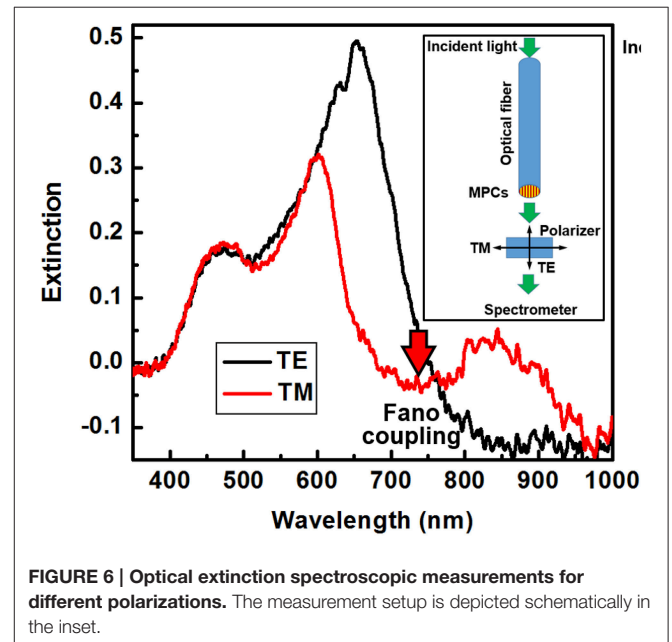 0.5
0.4
0.3
0.2
0.1
0.0
-0.1
Extinction
400 500 600 700 800 900 1000
Wavelength (nm)
TE
TM
Fano
coupling
Incident light
Optical fiber
MPCs
Polarizer
TM
TE
Spectrometer
FIGURE 6 | Optical extinction spectroscopic measurements for
different polarizations. The measurement setup is depicted schematically in
the inset.